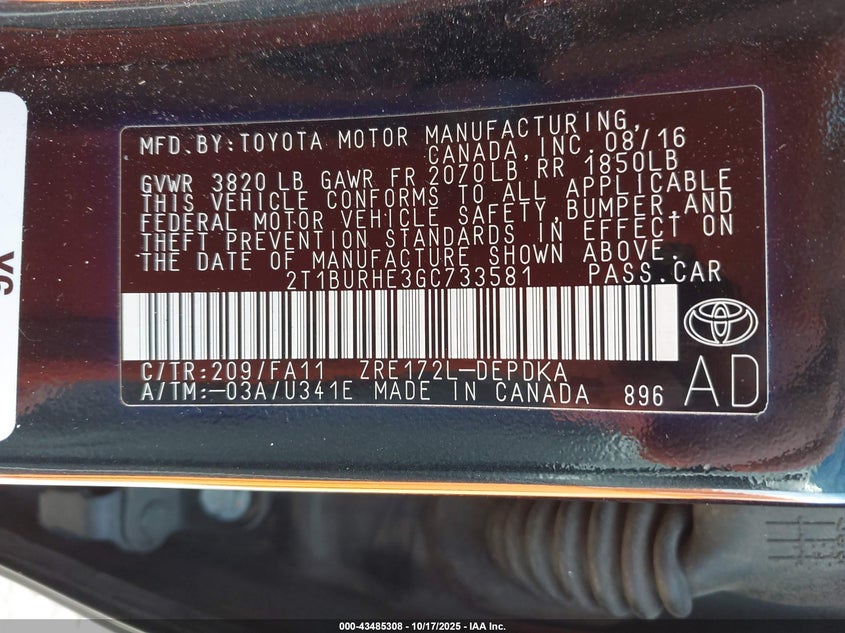 MFD.BY:TOYOTA MOTOR MANUFACTURING,
CANADA,INC. 08/16
GVWR 3820 LB GAWR FR 2070LB,RR 1850LB
THIS VEHICLE CONFORMS TO ALL APPLICABLE
FEDERAL MOTOR VEHICLE SAFETY,BUMPER,AND
THEFT PREVENTION STANDARDS IN EFFECT ON
THE DATE OF MANUFACTURE SHOWN ABOVE.
2T1BURHE3GC733581 PASS.CAR
C/TR:209/FA11 ZRE172L-DEPDKA
A/TM:-03A/U341E MADE IN CANADA 896
AD
000-43485308 - 10/17/2025 - IAA Inc.